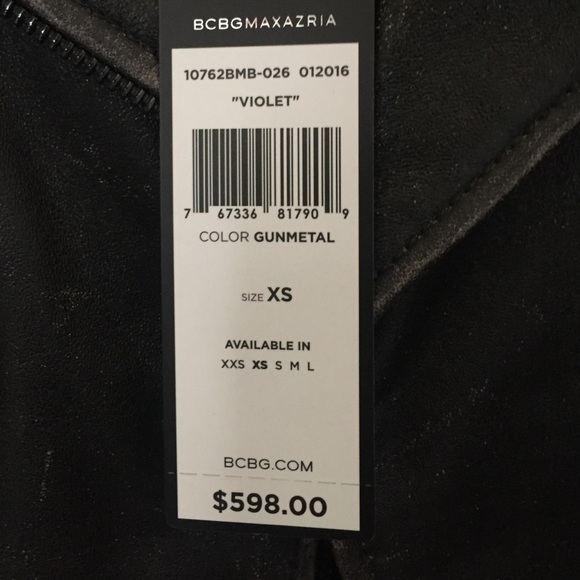 BCBGMAXAZRIA
10762BMB-026 012016
"VIOLET"
7 67336 81790 9
COLOR GUNMETAL
SIZE XS
AVAILABLE IN
XXS XS S M L
BCBG.COM
$598.00